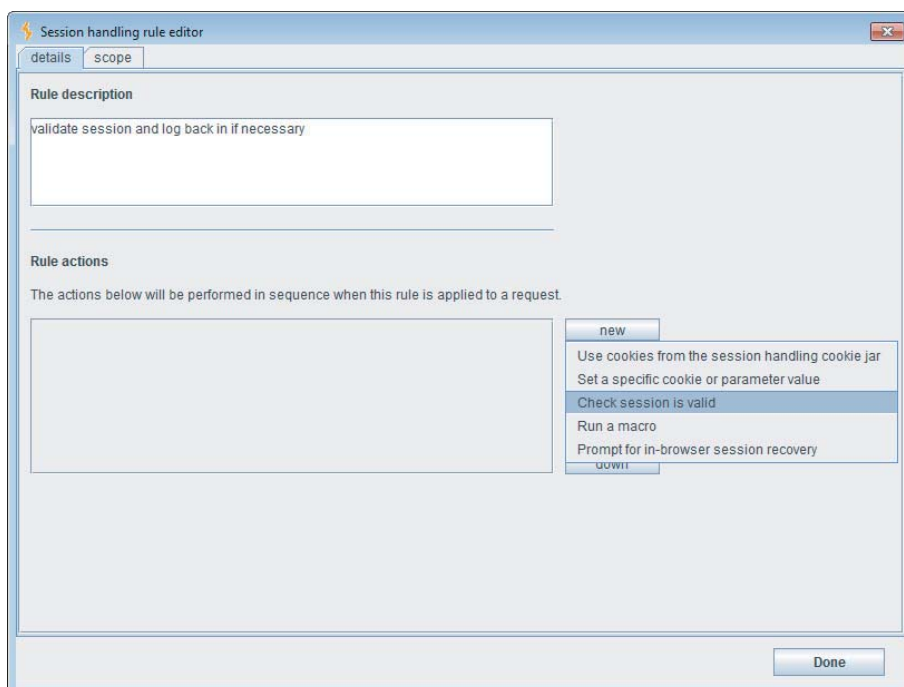 Session handling rule editor
details scope
Rule description
validate session and log back in if necessary
Rule actions
The actions below will be performed in sequence when this rule is applied to a request.
new
Use cookies from the session handling cookie jar
Set a specific cookie or parameter value
Check session is valid
Run a macro
Prompt for in-browser session recovery
down
Done